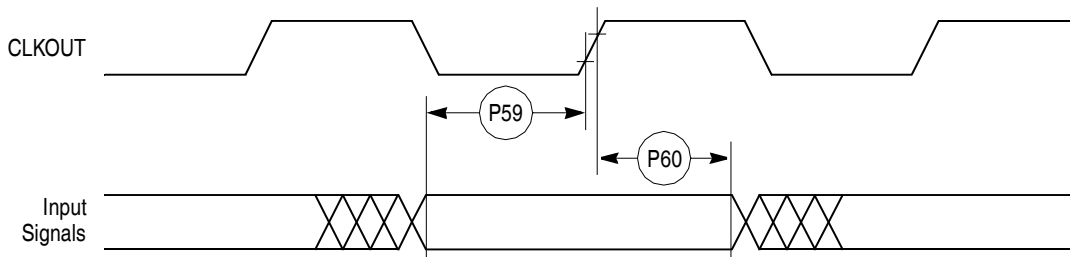 CLKOUT
P59
P60
Input
Signals